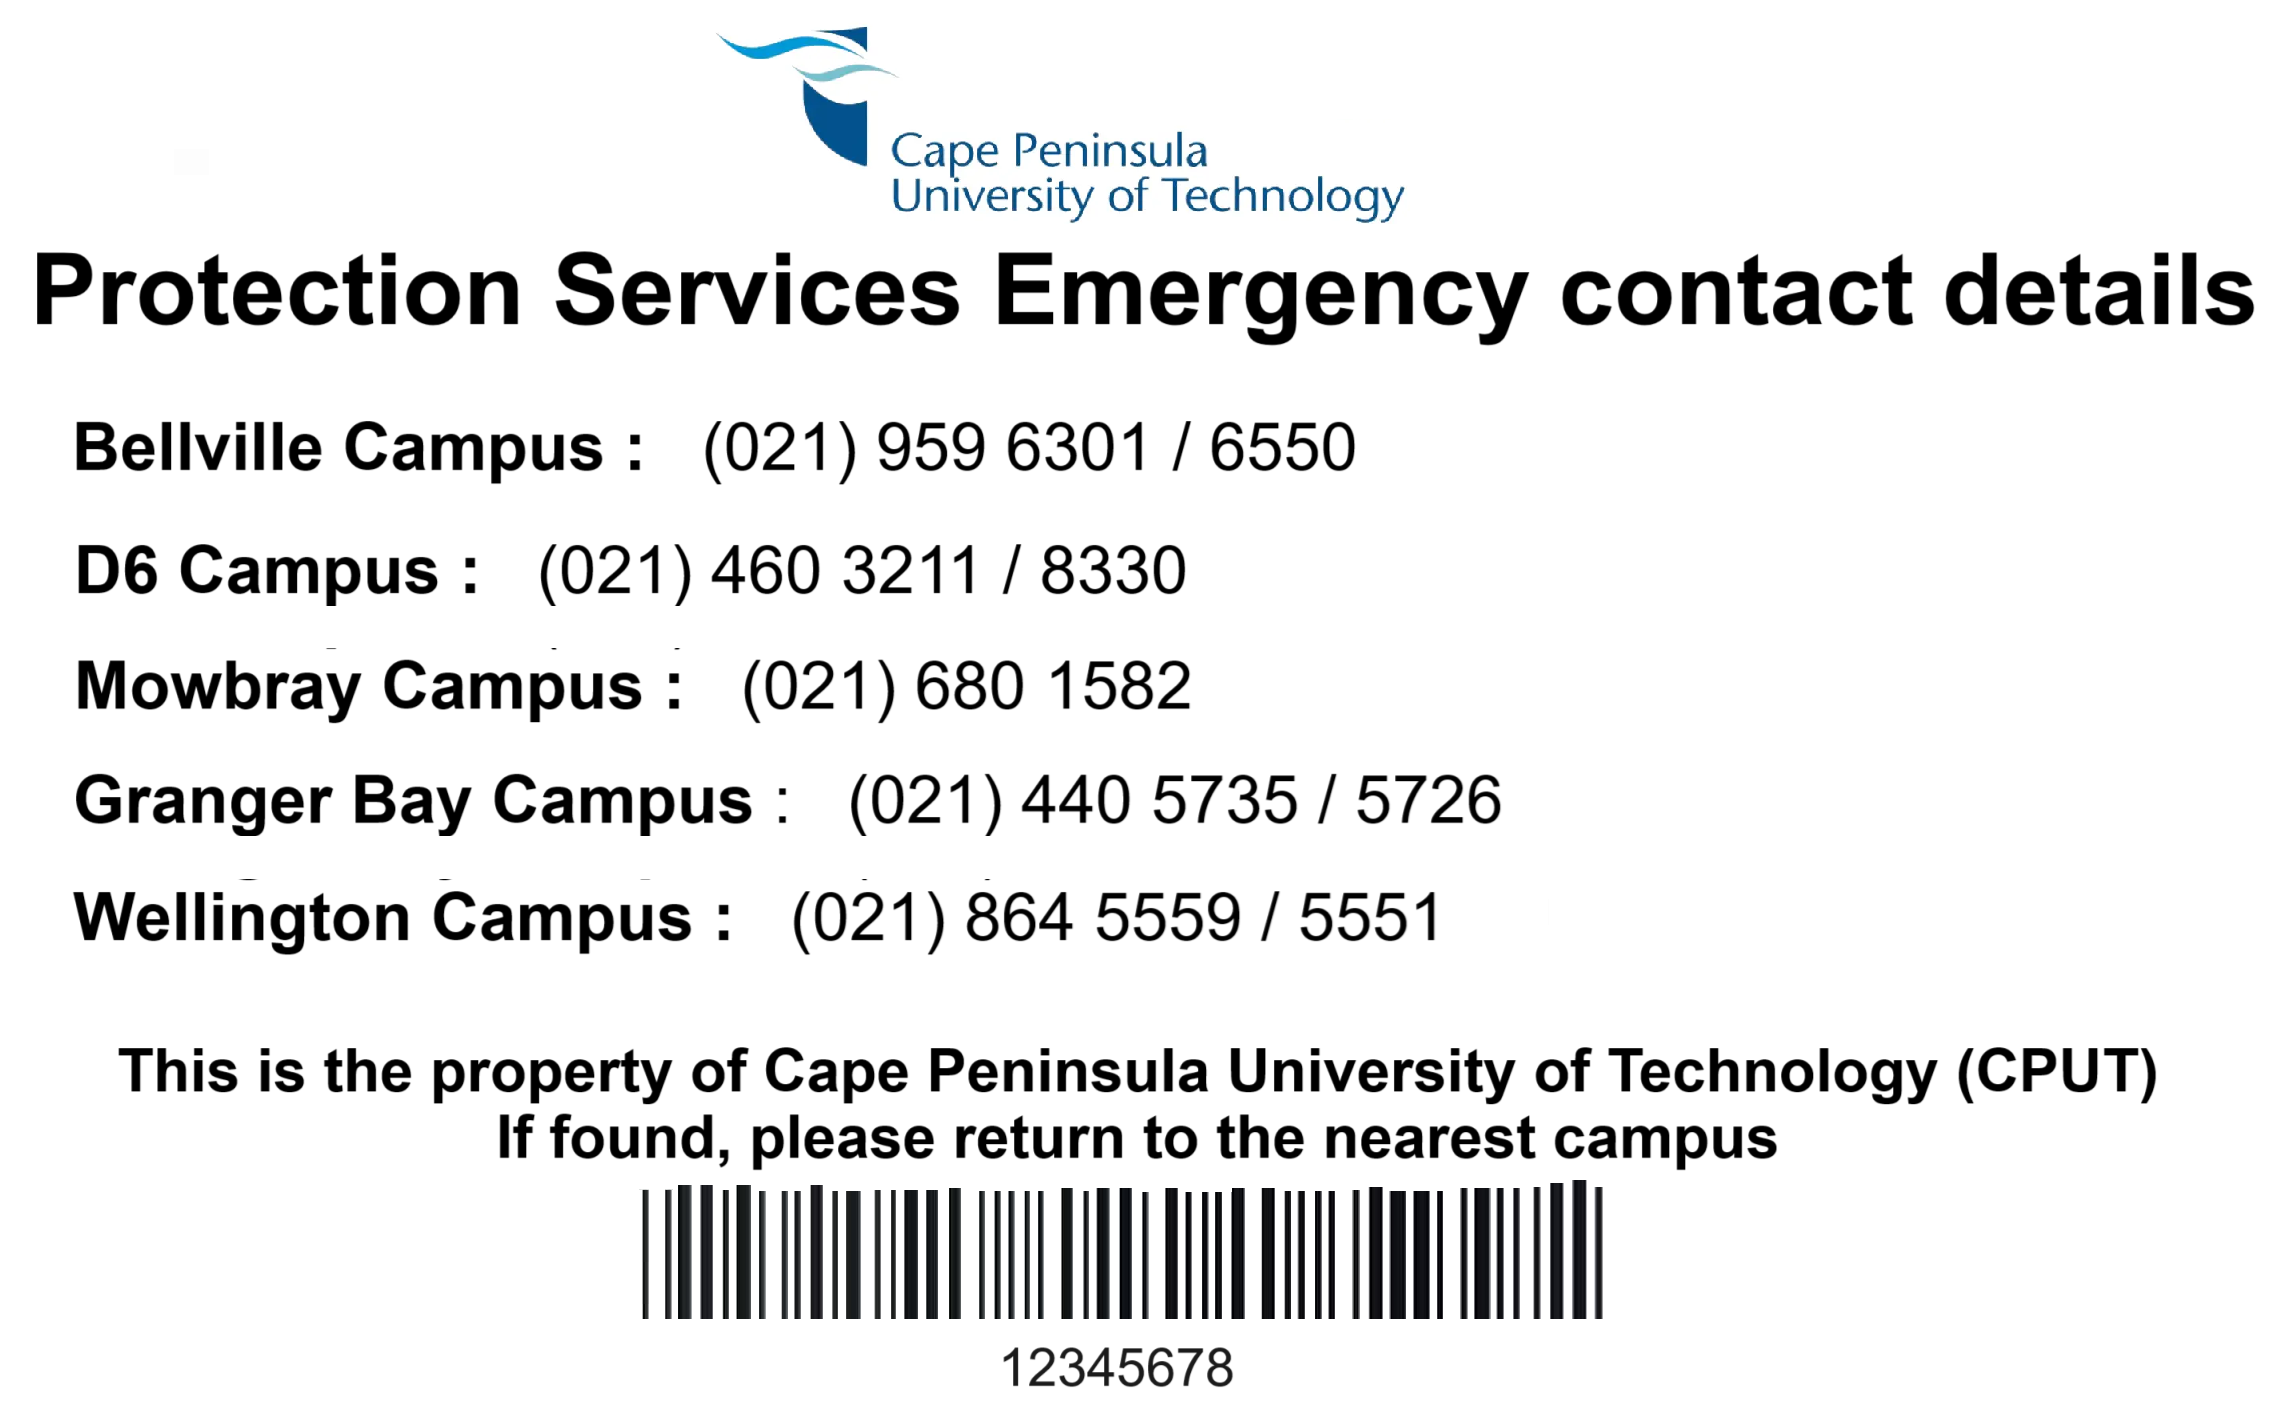 Cape Peninsula
University of Technology
Protection Services Emergency contact details
Bellville Campus : (021) 959 6301 / 6550
D6 Campus : (021) 460 3211 / 8330
Mowbray Campus : (021) 680 1582
Granger Bay Campus : (021) 440 5735 / 5726
Wellington Campus : (021) 864 5559 / 5551
This is the property of Cape Peninsula University of Technology (CPUT)
If found, please return to the nearest campus
12345678